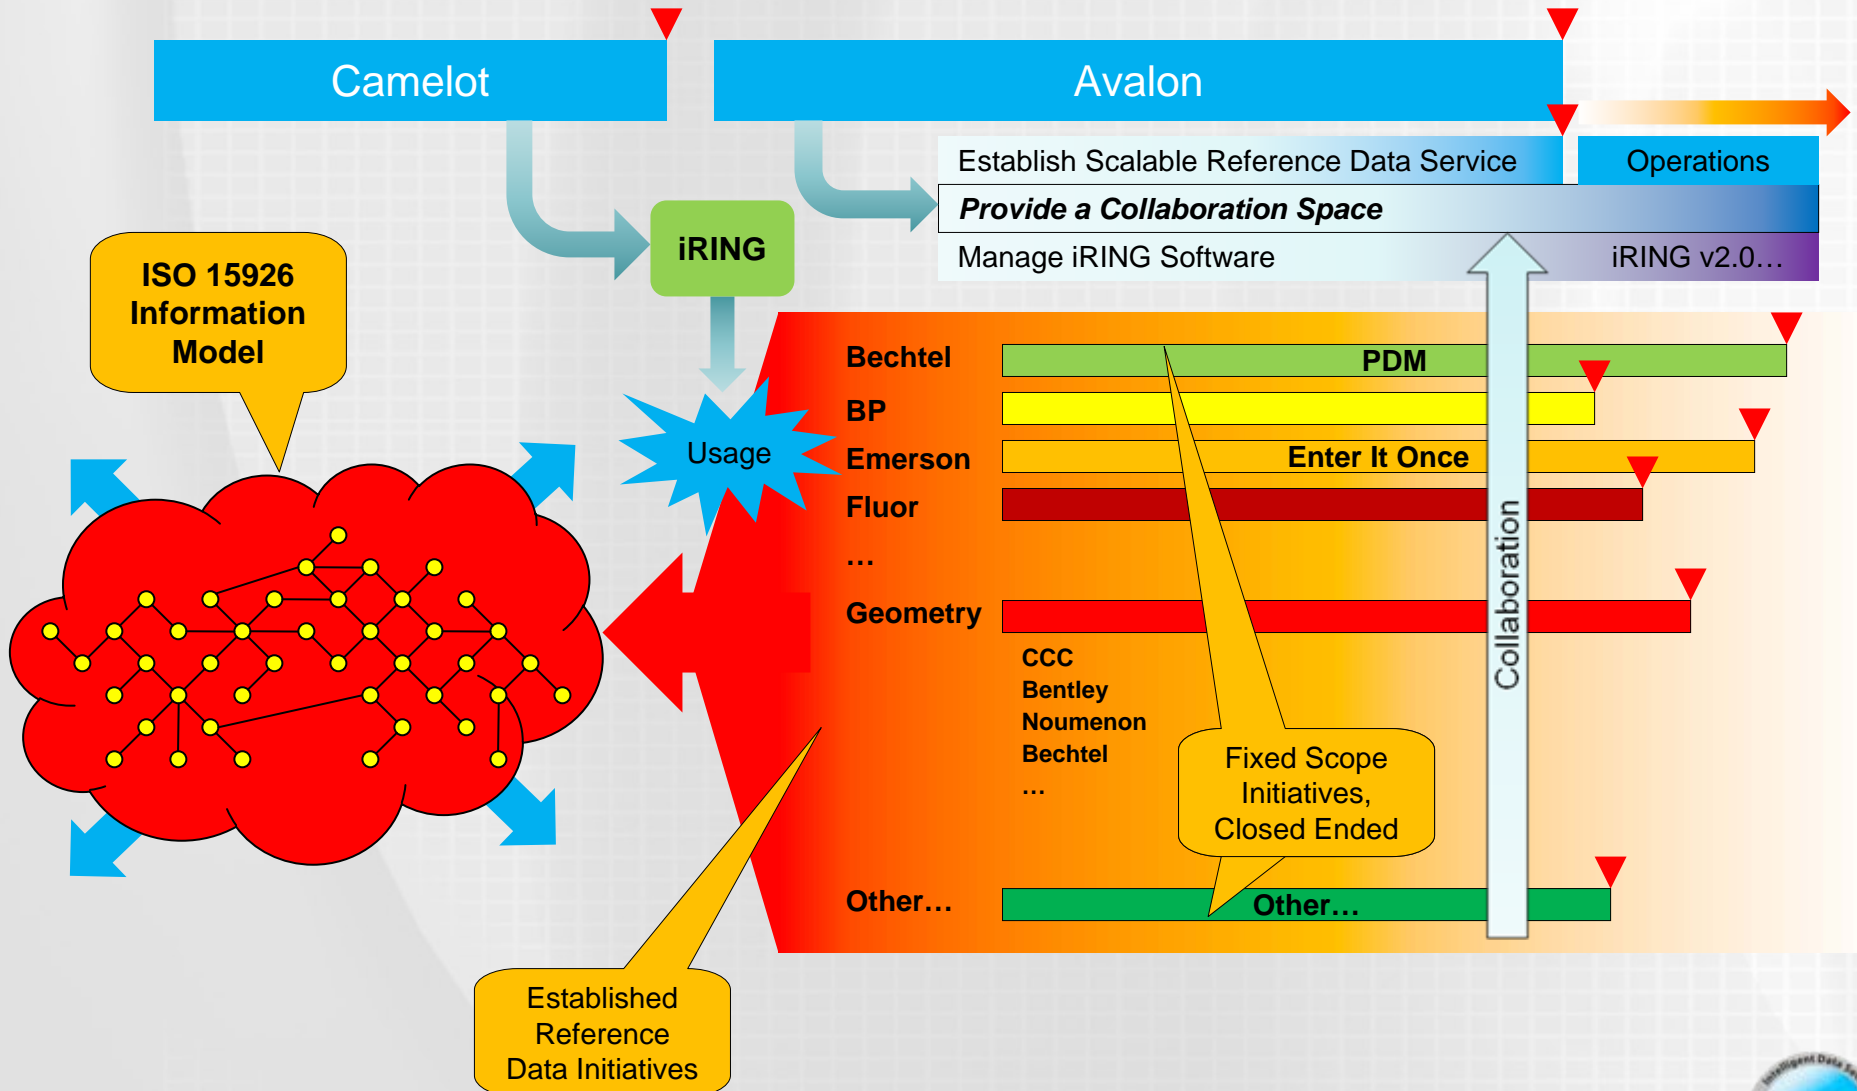 Camelot
Avalon
Establish Scalable Reference Data Service
Operations
Provide a Collaboration Space
Manage iRING Software
iRING v2.0…
iRING
ISO 15926
Information
Model
Usage
Bechtel
PDM
BP
Emerson
Enter It Once
Fluor
…
Geometry
CCC
Bentley
Noumenon
Bechtel
…
Collaboration
Fixed Scope
Initiatives,
Closed Ended
Other…
Other…
Established
Reference
Data Initiatives
Intelligent Data